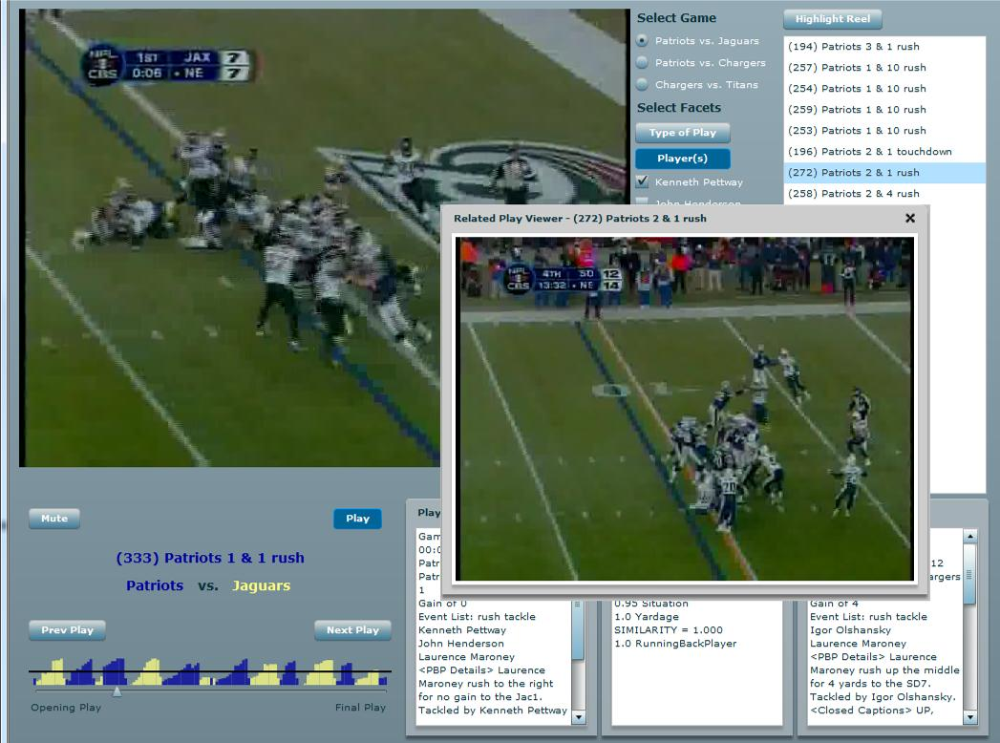 NFL
CBS
1ST JAX 7
0:06 • NE 7
Select Game
Patriots vs. Jaguars
Patriots vs. Chargers
Chargers vs. Titans
Select Facets
Type of Play
Player(s)
Kenneth Pettway
John Henderson
Highlight Reel
(194) Patriots 3 & 1 rush
(257) Patriots 1 & 10 rush
(254) Patriots 1 & 10 rush
(259) Patriots 1 & 10 rush
(253) Patriots 1 & 10 rush
(196) Patriots 2 & 1 touchdown
(272) Patriots 2 & 1 rush
(258) Patriots 2 & 4 rush
Related Play Viewer - (272) Patriots 2 & 1 rush
NFL
CBS
4TH SD 12
13:32 • NE 14
Mute
Play
(333) Patriots 1 & 1 rush
Patriots vs. Jaguars
Prev Play
Next Play
Opening Play
Final Play
Play
1
Gain of 0
Event List: rush tackle
Kenneth Pettway
John Henderson
Laurence Maroney
<PBP Details> Laurence
Maroney rush to the right
for no gain to the Jac1.
Tackled by Kenneth Pettway
0.95 Situation
1.0 Yardage
SIMILARITY = 1.000
1.0 RunningBackPlayer
12
Gain of 4
Event List: rush tackle
Igor Olshansky
Laurence Maroney
<PBP Details> Laurence
Maroney rush up the middle
for 4 yards to the SD7.
Tackled by Igor Olshansky.
<Closed Captions> UP,